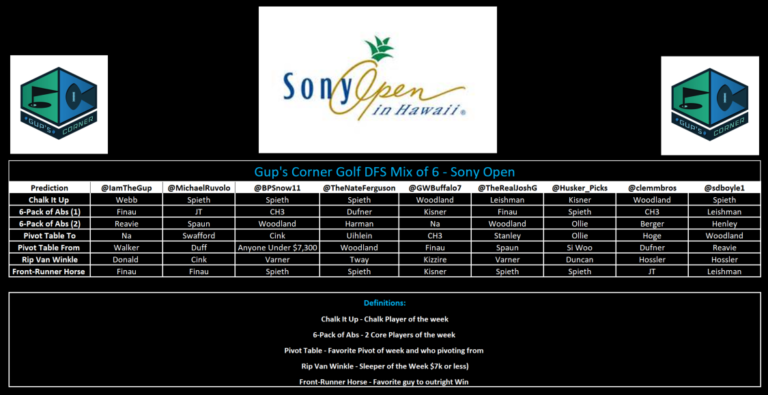 Sony Open
in Hawaii®
GUP'S CORNER
GUP'S CORNER
Gup's Corner Golf DFS Mix of 6 - Sony Open
Prediction @IamTheGup @MichaelRuvolo @BPSnow11 @TheNateFerguson @GWBuffalo7 @TheRealJoshG @Husker_Picks @clemmbros @sdboyle1
Chalk It Up Webb Spieth Spieth Spieth Woodland Leishman Kisner Woodland Spieth
6-Pack of Abs (1) Finau JT CH3 Dufner Kisner Finau Spieth CH3 Leishman
6-Pack of Abs (2) Reavie Spaun Woodland Harman Na Woodland Ollie Berger Henley
Pivot Table To Na Swafford Cink Uihlein CH3 Stanley Ollie Hoge Woodland
Pivot Table From Walker Duff Anyone Under $7,300 Woodland Finau Spaun Si Woo Dufner Reavie
Rip Van Winkle Donald Cink Varner Tway Kizzire Varner Duncan Hossler Hossler
Front-Runner Horse Finau Finau Spieth Spieth Kisner Spieth Spieth JT Leishman
Definitions:
Chalk It Up - Chalk Player of the week
6-Pack of Abs - 2 Core Players of the week
Pivot Table - Favorite Pivot of week and who pivoting from
Rip Van Winkle - Sleeper of the Week $7k or less)
Front-Runner Horse - Favorite guy to outright Win